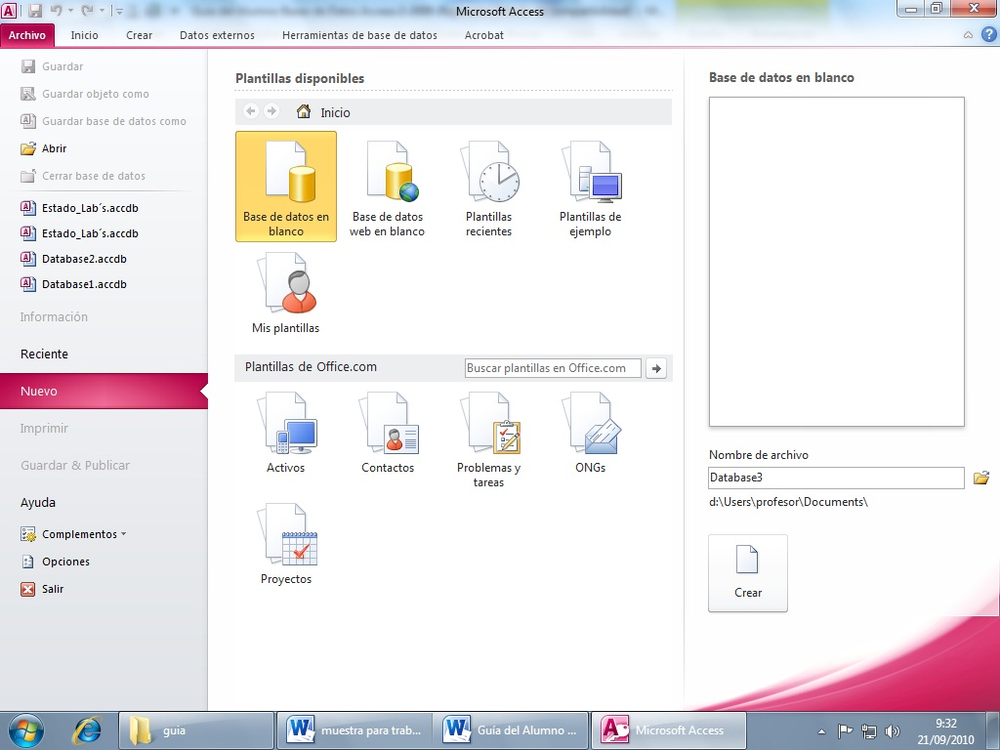 Microsoft Access
Archivo
Inicio
Crear
Datos externos
Herramientas de base de datos
Acrobat
Guardar
Guardar objeto como
Guardar base de datos como
Abrir
Cerrar base de datos
Estado_Lab´s.accdb
Estado_Lab´s.accdb
Database2.accdb
Database1.accdb
Información
Reciente
Nuevo
Imprimir
Guardar & Publicar
Ayuda
Complementos
Opciones
Salir
Plantillas disponibles
Inicio
Base de datos en
blanco
Base de datos
web en blanco
Plantillas
recientes
Plantillas de
ejemplo
Mis plantillas
Plantillas de Office.com
Buscar plantillas en Office.com
Activos
Contactos
Problemas y
tareas
ONGs
Proyectos
Base de datos en blanco
Nombre de archivo
Database3
d:\Users\profesor\Documents\
Crear
guia
muestra para trab...
Guía del Alumno ...
Microsoft Access
9:32
21/09/2010